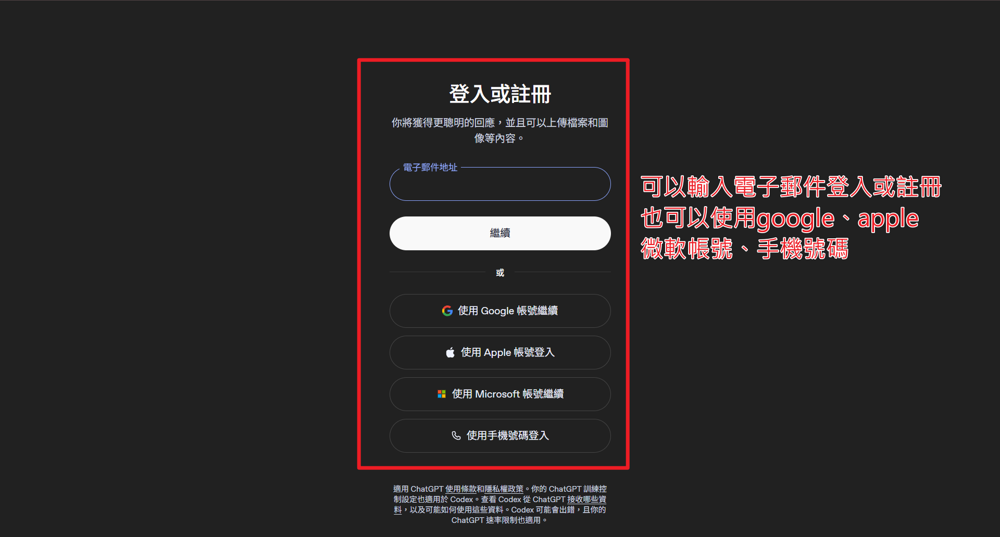 登入或註冊
你將獲得更聰明的回應，並且可以上傳檔案和圖
像等內容。
電子郵件地址
繼續
或
使用 Google 帳號繼續
使用 Apple 帳號登入
使用 Microsoft 帳號繼續
使用手機號碼登入
可以輸入電子郵件登入或註冊
也可以使用google、apple
微軟帳號、手機號碼
適用 ChatGPT 使用條款和隱私權政策。你的 ChatGPT 訓練控
制設定也適用於 Codex。查看 Codex 從 ChatGPT 接收哪些資
料，以及可能如何使用這些資料。Codex 可能會出錯，且你的
ChatGPT 速率限制也適用。